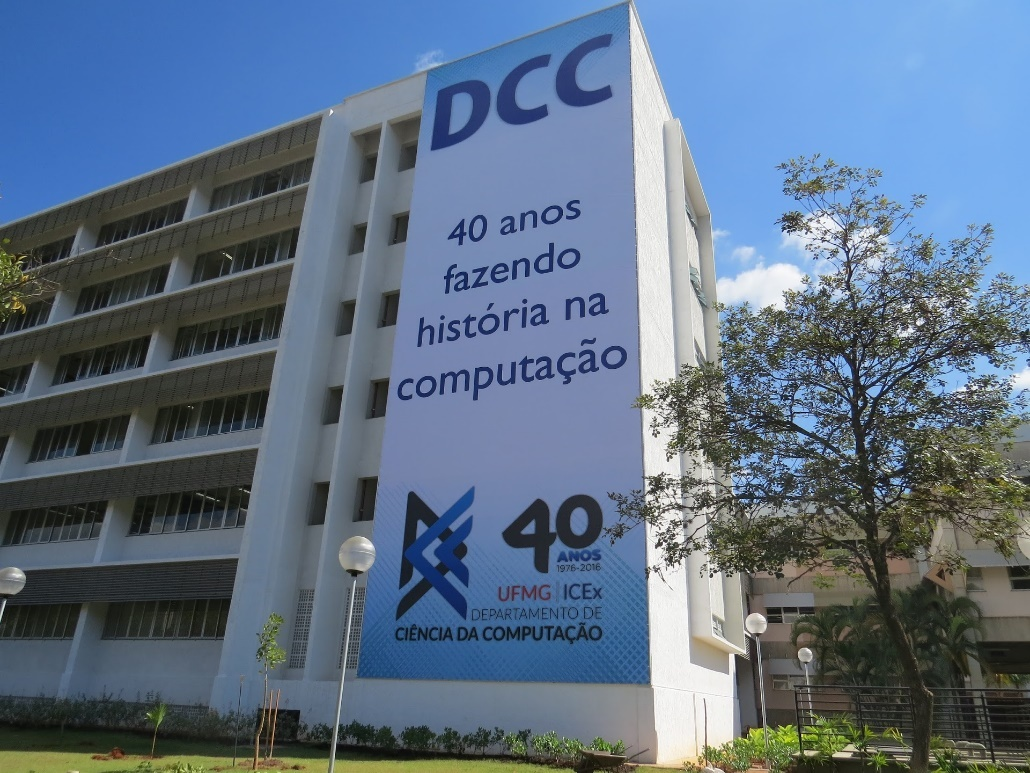 DCC
40 anos
fazendo
história na
computação
40
ANOS
1976-2016
UFMG | ICEx
DEPARTAMENTO DE
CIÊNCIA DA COMPUTAÇÃO